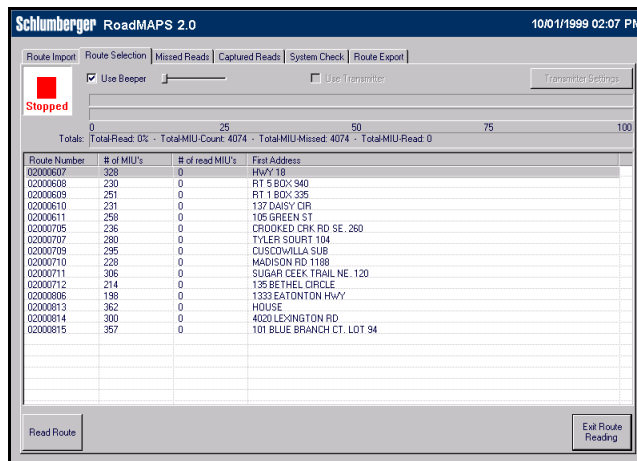 Schlumberger RoadMAPS 2.0 10/01/1999 02:07 PM
Route Import Route Selection Missed Reads Captured Reads System Check Route Export
Use Beeper Use Transmitter Transmitter Settings
Stopped
0 25 50 75 100
Totals: Total-Read: 0% - Total-MIU-Count: 4074 - Total-MIU-Missed: 4074 - Total-MIU-Read: 0
Route Number # of MIU's # of read MIU's First Address
02000607 328 0 HWY 18
02000608 230 0 RT 5 BOX 940
02000609 251 0 RT 1 BOX 335
02000610 231 0 137 DAISY CIR
02000611 258 0 105 GREEN ST
02000705 236 0 CROOKED CRK RD SE. 260
02000707 280 0 TYLER SOURT 104
02000709 295 0 CUSCOWILLA SUB
02000710 228 0 MADISON RD 1188
02000711 306 0 SUGAR CEEK TRAIL NE. 120
02000712 214 0 135 BETHEL CIRCLE
02000806 198 0 1333 EATONTON HWY
02000813 362 0 HOUSE
02000814 300 0 4020 LEXINGTON RD
02000815 357 0 101 BLUE BRANCH CT. LOT 94
Read Route
Exit Route
Reading